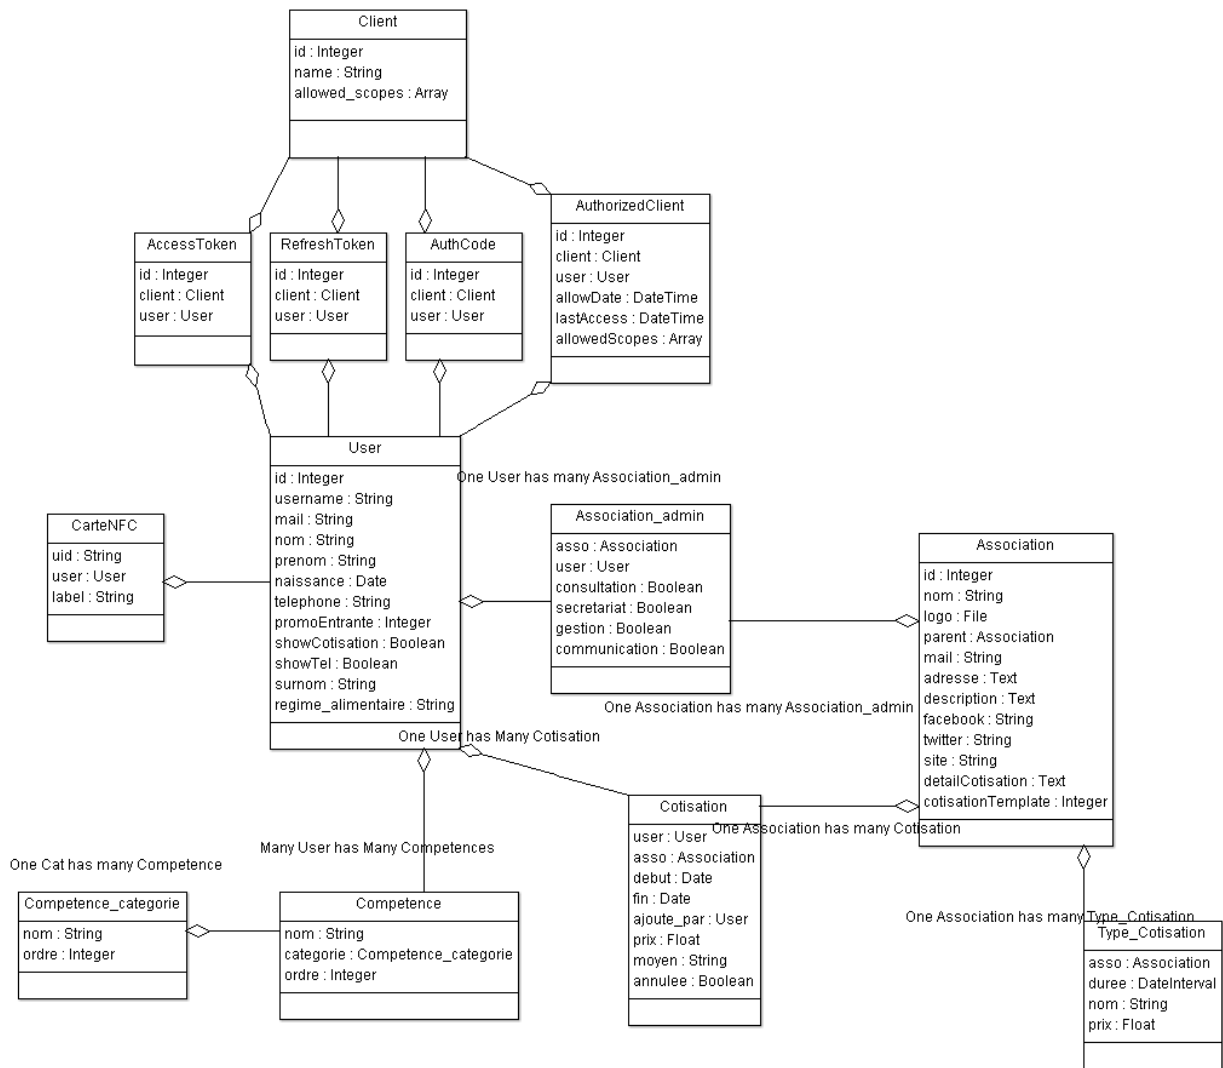 Client
id : Integer
name : String
allowed_scopes : Array
AccessToken
id : Integer
client : Client
user : User
RefreshToken
id : Integer
client : Client
user : User
AuthCode
id : Integer
client : Client
user : User
AuthorizedClient
id : Integer
client : Client
user : User
allowDate : DateTime
lastAccess : DateTime
allowedScopes : Array
User
id : Integer
username : String
mail : String
nom : String
prenom : String
naissance : Date
telephone : String
promoEntrante : Integer
showCotisation : Boolean
showTel : Boolean
surnom : String
regime_alimentaire : String
One User has many Association_admin
CarteNFC
uid : String
user : User
label : String
Association_admin
asso : Association
user : User
consultation : Boolean
secretariat : Boolean
gestion : Boolean
communication : Boolean
Association
id : Integer
nom : String
logo : File
parent : Association
mail : String
adresse : Text
description : Text
facebook : String
twitter : String
site : String
detailCotisation : Text
cotisationTemplate : Integer
One Association has many Association_admin
One User has Many Cotisation
Cotisation
user : User
asso : Association
debut : Date
fin : Date
ajoute_par : User
prix : Float
moyen : String
annulee : Boolean
One Association has many Cotisation
Many User has Many Competences
One Cat has many Competence
Competence_categorie
nom : String
ordre : Integer
Competence
nom : String
categorie : Competence_categorie
ordre : Integer
One Association has many Type_Cotisation
Type_Cotisation
asso : Association
duree : DateInterval
nom : String
prix : Float